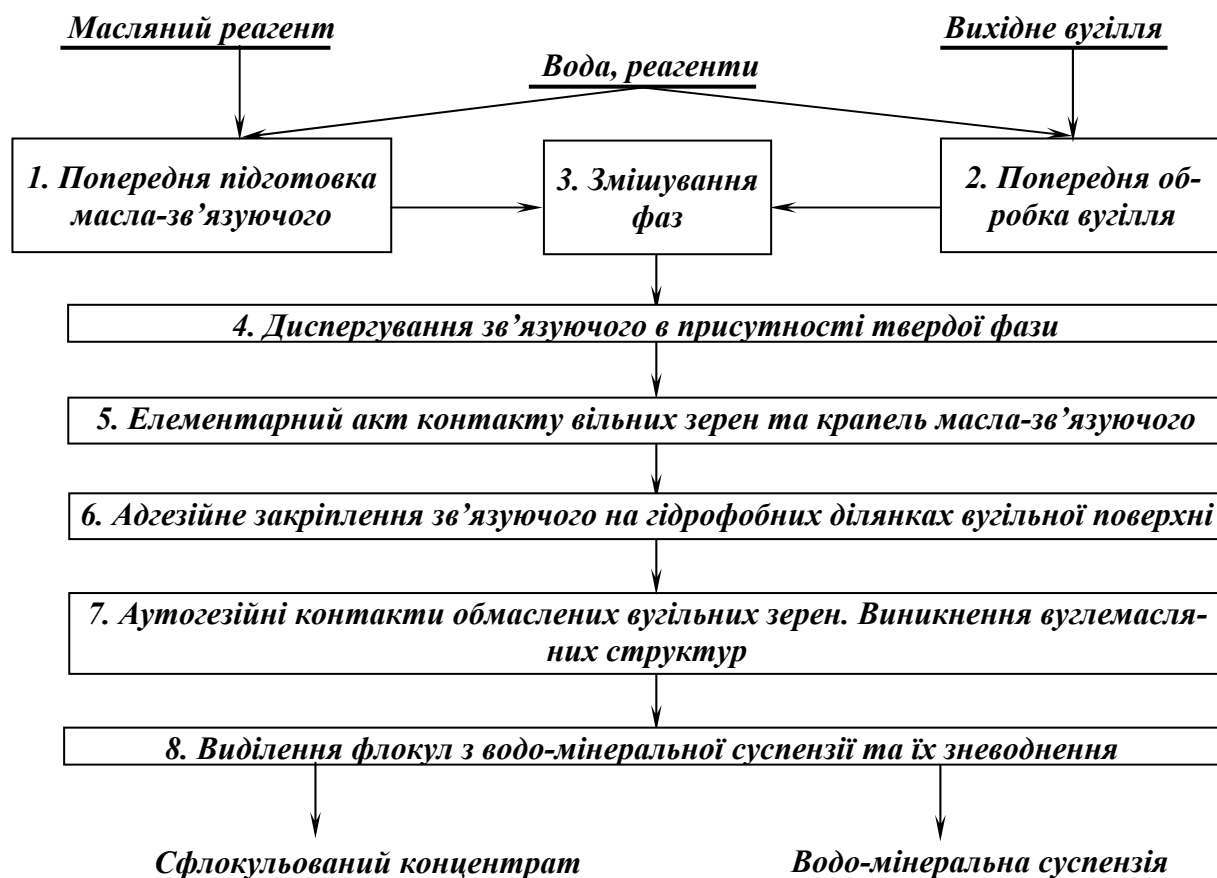 Масляний реагент
Вихідне вугілля
Вода, реагенти
1. Попередня підготовка
масла-зв’язуючого
3. Змішування
фаз
2. Попередня об-
робка вугілля
4. Диспергування зв’язуючого в присутності твердої фази
5. Елементарний акт контакту вільних зерен та крапель масла-зв’язуючого
6. Адгезійне закріплення зв’язуючого на гідрофобних ділянках вугільної поверхні
7. Аутогезійні контакти обмаслених вугільних зерен. Виникнення вуглемасля-
них структур
8. Виділення флокул з водо-мінеральної суспензії та їх зневоднення
Сфлокульований концентрат
Водо-мінеральна суспензія